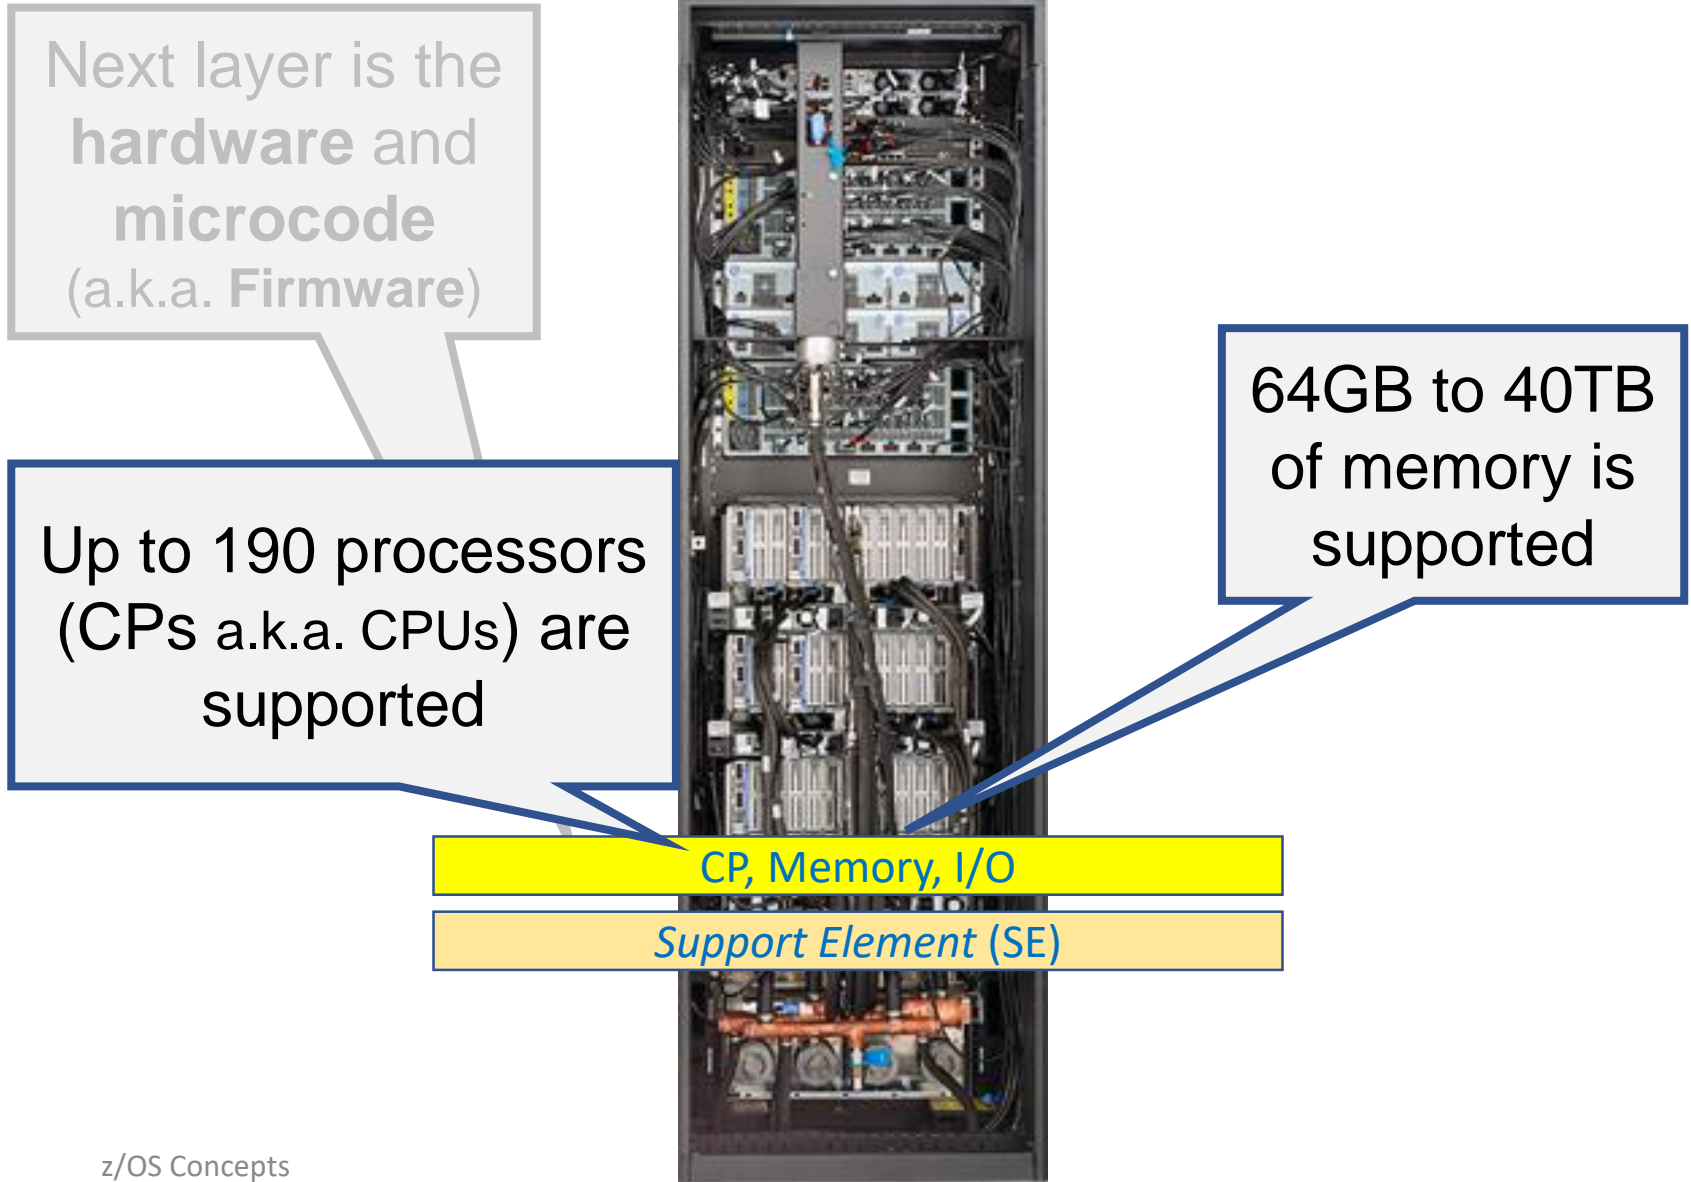 Next layer is the
hardware and
microcode
(a.k.a. Firmware)
Up to 190 processors
(CPs a.k.a. CPUs) are
supported
64GB to 40TB
of memory is
supported
CP, Memory, I/O
Support Element (SE)
z/OS Concepts